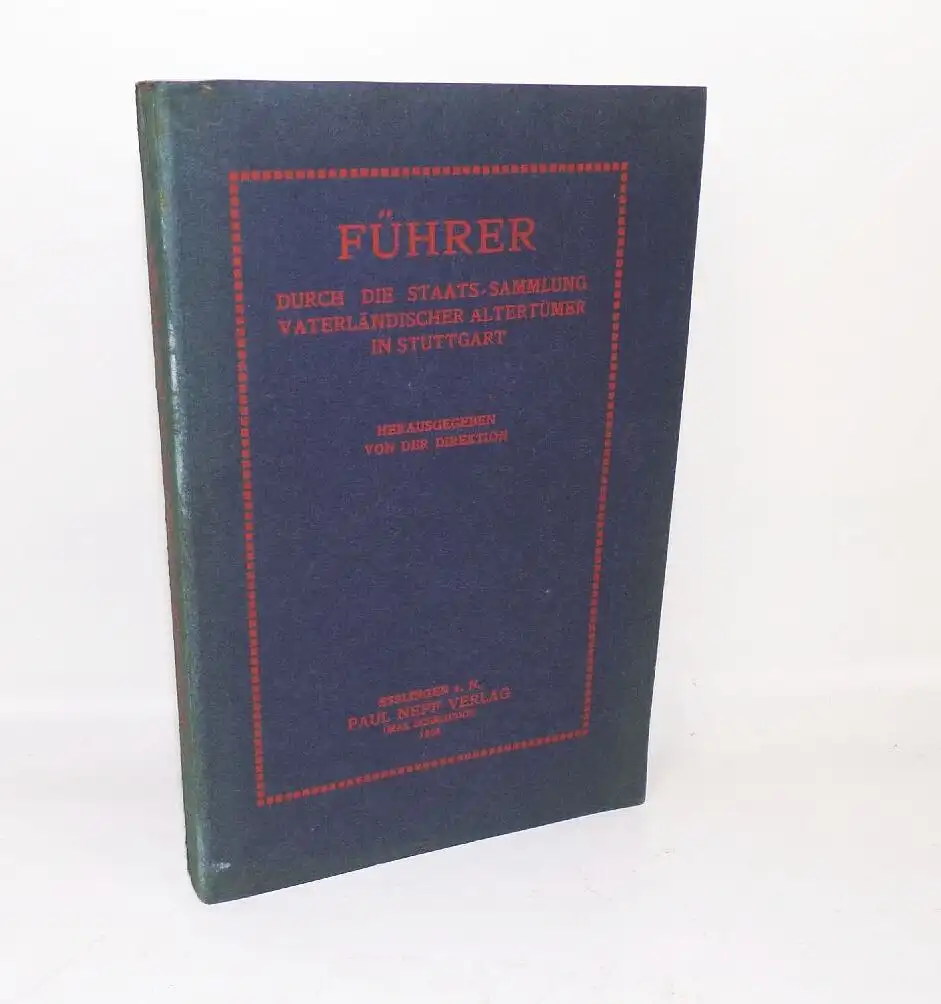 FÜHRER
DURCH DIE STAATS-SAMMLUNG
VATERLÄNDISCHER ALTERTÜMER
IN STUTTGART
HERAUSGEGEBEN
VON DER DIREKTION
ESSLINGEN a. N.
PAUL NEFF VERLAG